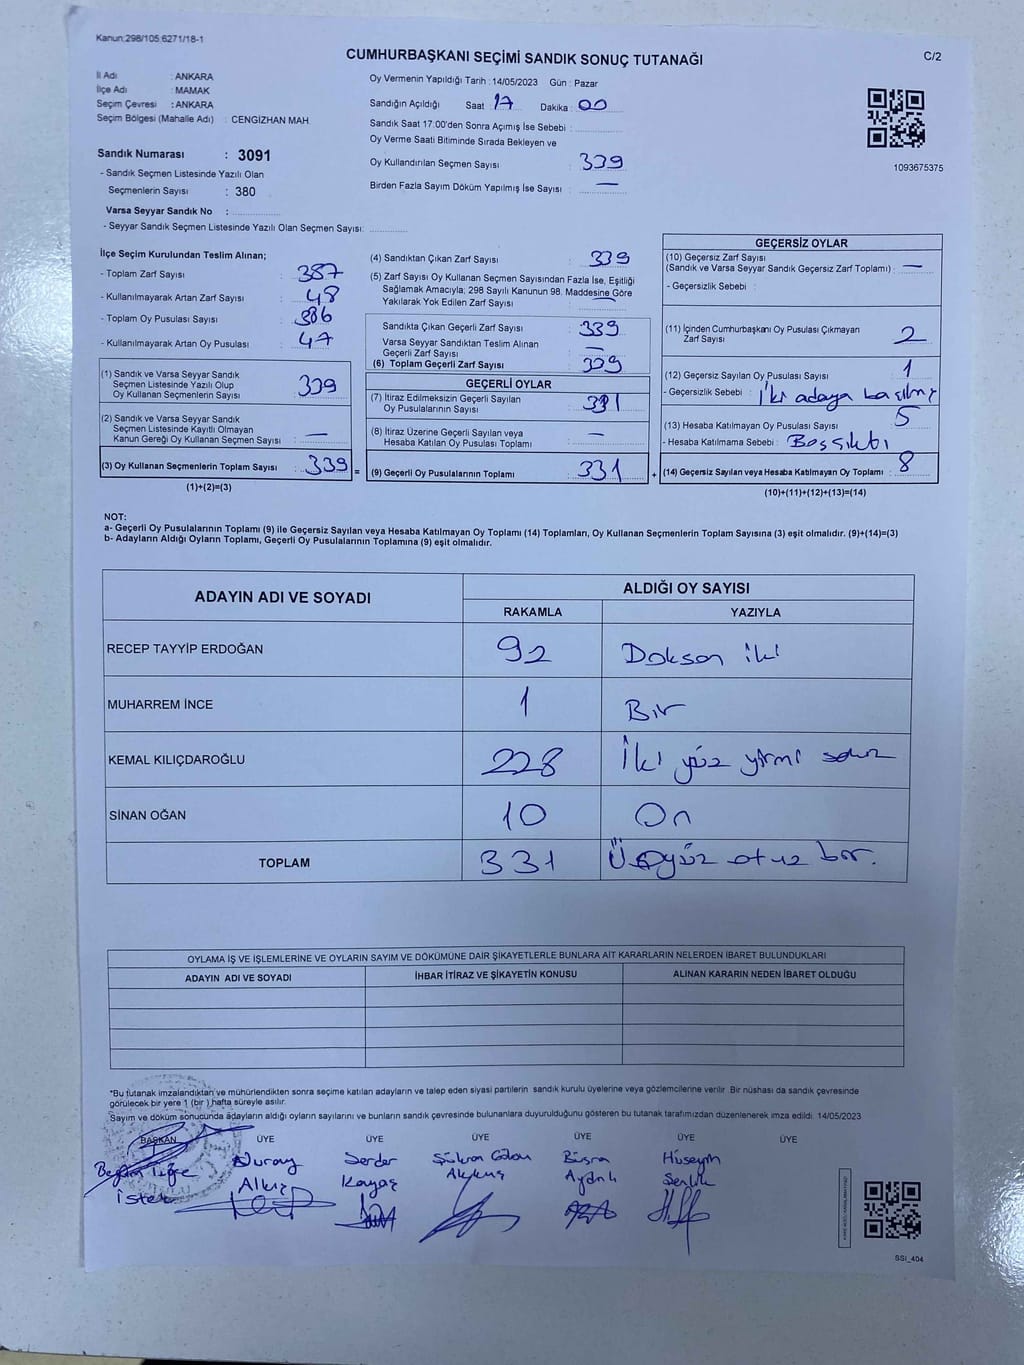 Kanun:298/105;6271/18-1
CUMHURBAŞKANI SEÇİMİ SANDIK SONUÇ TUTANAĞI
C/2
İl Adı : ANKARA
İlçe Adı : MAMAK
Seçim Çevresi : ANKARA
Seçim Bölgesi (Mahalle Adı) : CENGİZHAN MAH.
Oy Vermenin Yapıldığı Tarih : 14/05/2023 Gün : Pazar
Sandığın Açıldığı Saat : 17 Dakika : 00
Sandık Saat 17:00'den Sonra Açımış İse Sebebi :
Oy Verme Saati Bitiminde Sırada Bekleyen ve
Oy Kullandırılan Seçmen Sayısı : 339
Birden Fazla Sayım Döküm Yapılmış İse Sayısı : —
1093675375
Sandık Numarası : 3091
- Sandık Seçmen Listesinde Yazılı Olan
Seçmenlerin Sayısı : 380
Varsa Seyyar Sandık No :
- Seyyar Sandık Seçmen Listesinde Yazılı Olan Seçmen Sayısı:
İlçe Seçim Kurulundan Teslim Alınan;
- Toplam Zarf Sayısı : 387
- Kullanılmayarak Artan Zarf Sayısı : 48
- Toplam Oy Pusulası Sayısı : 386
- Kullanılmayarak Artan Oy Pusulası : 47
(1) Sandık ve Varsa Seyyar Sandık
Seçmen Listesinde Yazılı Olup
Oy Kullanan Seçmenlerin Sayısı : 339
(2) Sandık ve Varsa Seyyar Sandık
Seçmen Listesinde Kayıtlı Olmayan
Kanun Gereği Oy Kullanan Seçmen Sayısı : —
(3) Oy Kullanan Seçmenlerin Toplam Sayısı : 339
(1)+(2)=(3)
(4) Sandıktan Çıkan Zarf Sayısı : 339
(5) Zarf Sayısı Oy Kullanan Seçmen Sayısından Fazla İse, Eşitliği
Sağlamak Amacıyla; 298 Sayılı Kanunun 98. Maddesine Göre
Yakılarak Yok Edilen Zarf Sayısı : —
Sandıkta Çıkan Geçerli Zarf Sayısı : 339
Varsa Seyyar Sandıktan Teslim Alınan
Geçerli Zarf Sayısı : —
(6) Toplam Geçerli Zarf Sayısı : 339
GEÇERLİ OYLAR
(7) İtiraz Edilmeksizin Geçerli Sayılan
Oy Pusulalarının Sayısı : 331
(8) İtiraz Üzerine Geçerli Sayılan veya
Hesaba Katılan Oy Pusulası Toplamı : —
= (9) Geçerli Oy Pusulalarının Toplamı : 331 +
GEÇERSİZ OYLAR
(10) Geçersiz Zarf Sayısı
(Sandık ve Varsa Seyyar Sandık Geçersiz Zarf Toplamı) : —
- Geçersizlik Sebebi :
(11) İçinden Cumhurbaşkanı Oy Pusulası Çıkmayan
Zarf Sayısı : 2
(12) Geçersiz Sayılan Oy Pusulası Sayısı : 1
- Geçersizlik Sebebi : İki adaya basılmış
(13) Hesaba Katılmayan Oy Pusulası Sayısı : 5
- Hesaba Katılmama Sebebi : Boş çıktı
(14) Geçersiz Sayılan veya Hesaba Katılmayan Oy Toplamı : 8
(10)+(11)+(12)+(13)=(14)
NOT:
a- Geçerli Oy Pusulalarının Toplamı (9) ile Geçersiz Sayılan veya Hesaba Katılmayan Oy Toplamı (14) Toplamları, Oy Kullanan Seçmenlerin Toplam Sayısına (3) eşit olmalıdır. (9)+(14)=(3)
b- Adayların Aldığı Oyların Toplamı, Geçerli Oy Pusulalarının Toplamına (9) eşit olmalıdır.
ADAYIN ADI VE SOYADI
ALDIĞI OY SAYISI
RAKAMLA YAZIYLA
RECEP TAYYİP ERDOĞAN 92 Doksan iki
MUHARREM İNCE 1 Bir
KEMAL KILIÇDAROĞLU 228 İki yüz yirmi sekiz
SİNAN OĞAN 10 On
TOPLAM 331 Üçyüz otuz bir.
OYLAMA İŞ VE İŞLEMLERİNE VE OYLARIN SAYIM VE DÖKÜMÜNE DAİR ŞİKAYETLERLE BUNLARA AİT KARARLARIN NELERDEN İBARET BULUNDUKLARI
ADAYIN ADI VE SOYADI İHBAR İTİRAZ VE ŞİKAYETİN KONUSU ALINAN KARARIN NEDEN İBARET OLDUĞU
*Bu tutanak imzalandıktan ve mühürlendikten sonra seçime katılan adayların ve talep eden siyasi partilerin sandık kurulu üyelerine veya gözlemcilerine verilir. Bir nüshası da sandık çevresinde
görülecek bir yere 1 (bir) hafta süreyle asılır.
Sayım ve döküm sonucunda adayların aldığı oyların sayılarını ve bunların sandık çevresinde bulunanlara duyurulduğunu gösteren bu tutanak tarafımızdan düzenlenerek imza edildi. 14/05/2023
BAŞKAN ÜYE ÜYE ÜYE ÜYE ÜYE ÜYE
Nuray Serder Şükran Büşra Hüseyin
Alkış Aydınlı
SSI_404